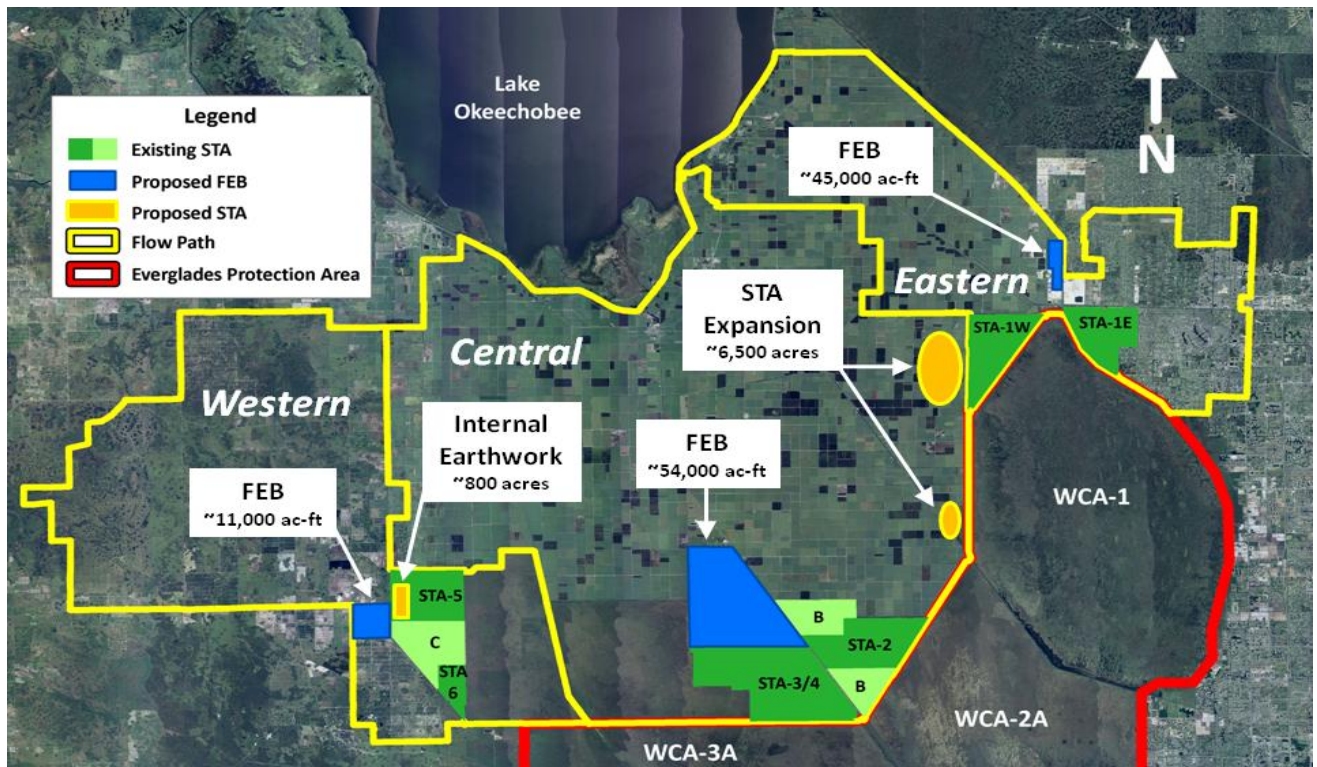 Lake
Okeechobee
N
Legend
Existing STA
Proposed FEB
Proposed STA
Flow Path
Everglades Protection Area
FEB
~45,000 ac-ft
Eastern
STA
Expansion
~6,500 acres
STA-1W
STA-1E
Central
Western
Internal
Earthwork
~800 acres
FEB
~54,000 ac-ft
FEB
~11,000 ac-ft
WCA-1
STA-5
C
STA
6
B
STA-2
B
STA-3/4
WCA-2A
WCA-3A